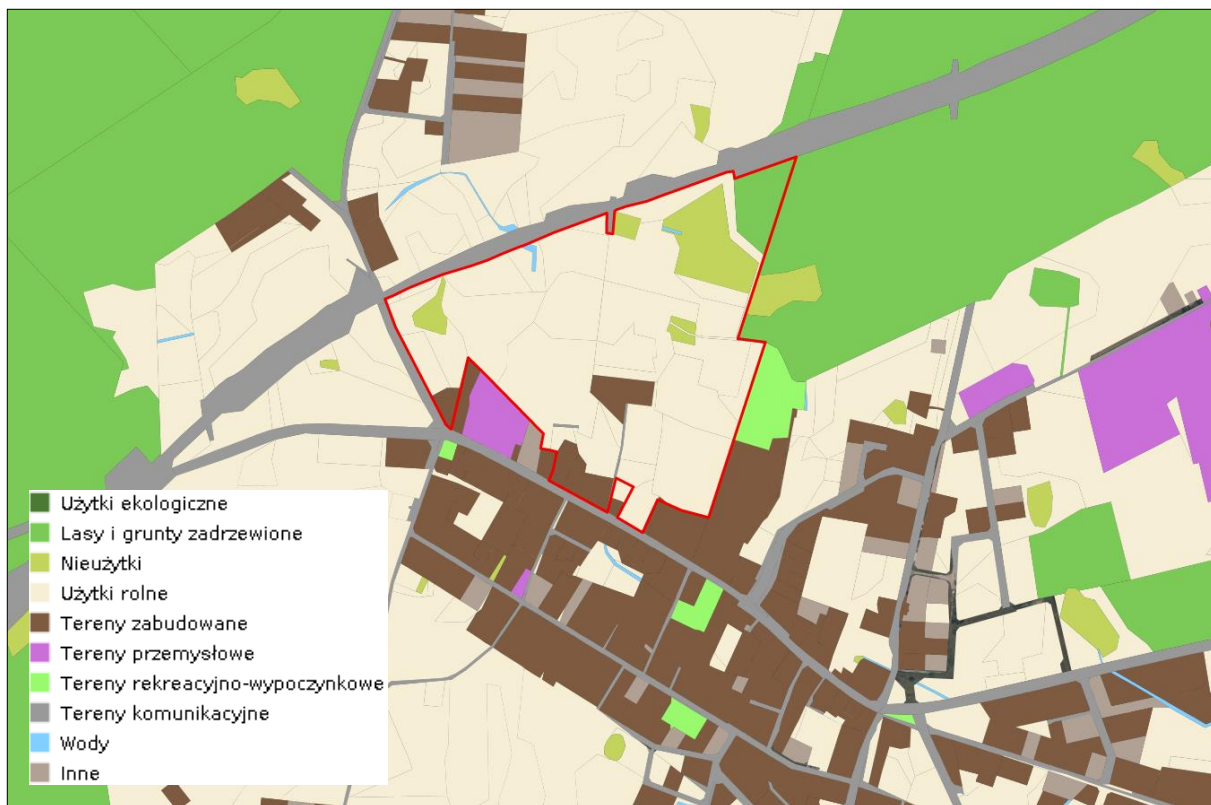 Użytki ekologiczne
Lasy i grunty zadrzewione
Nieużytki
Użytki rolne
Tereny zabudowane
Tereny przemysłowe
Tereny rekreacyjno-wypoczynkowe
Tereny komunikacyjne
Wody
Inne